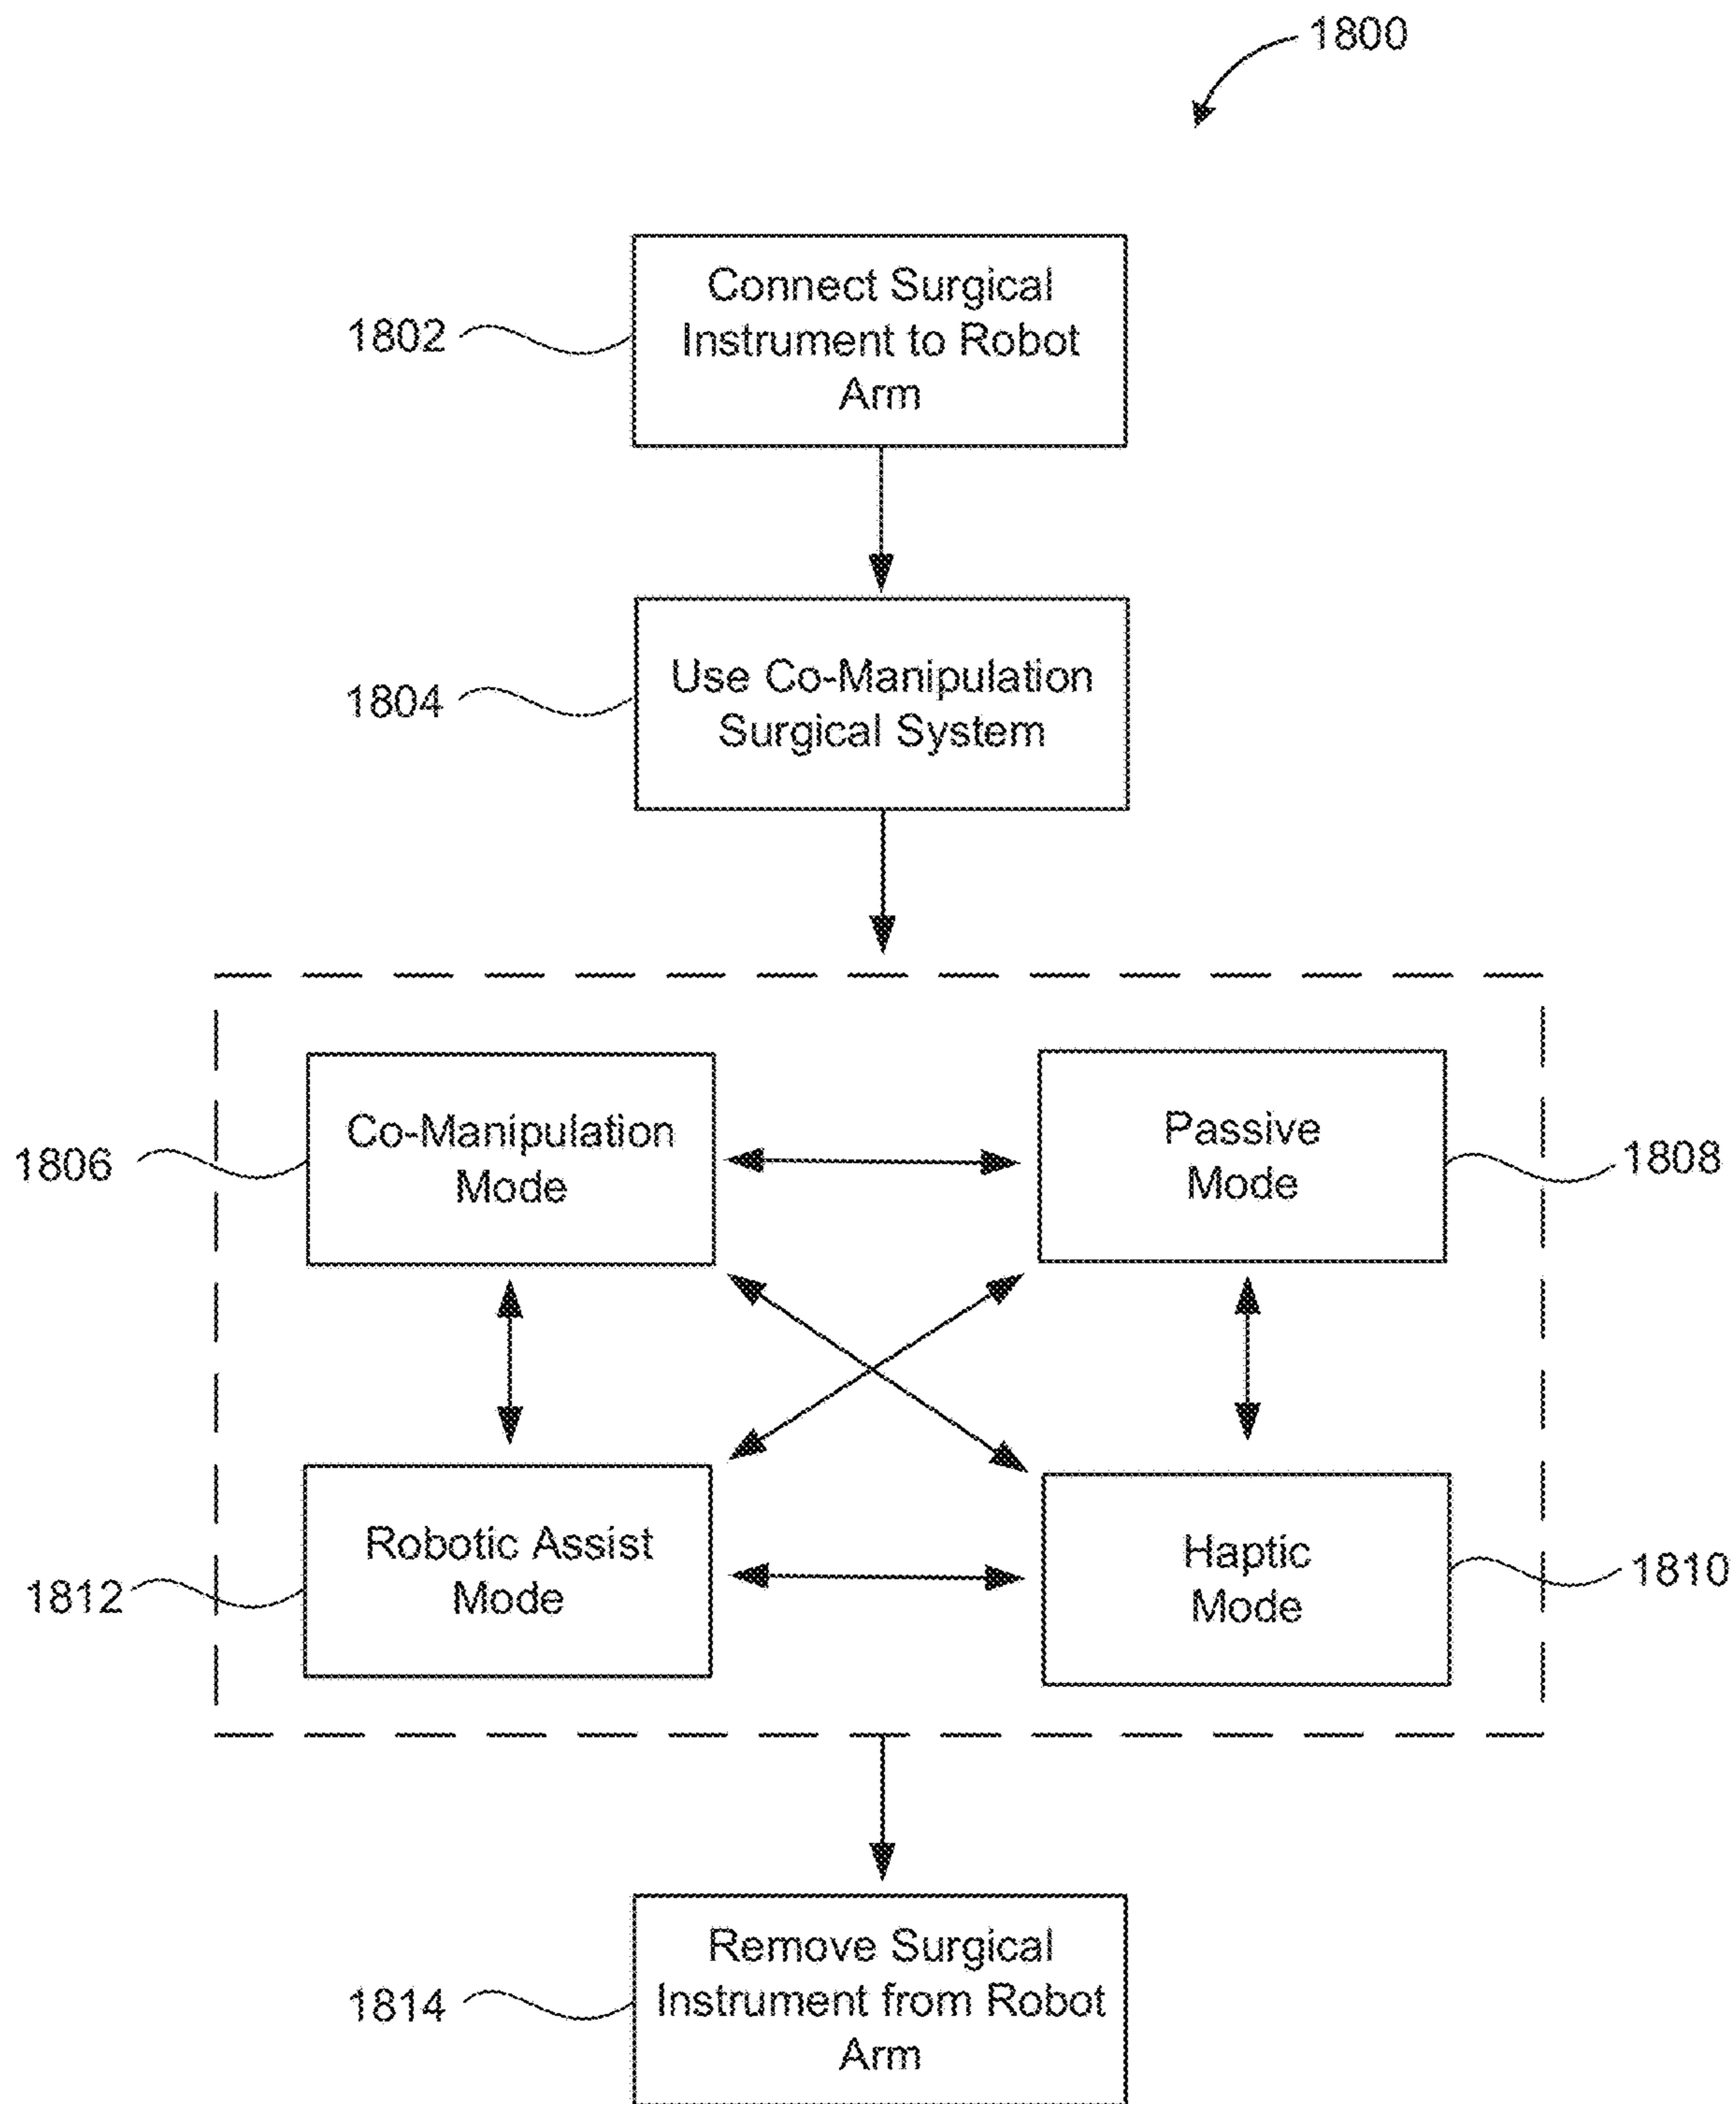 1800
Connect Surgical
Instrument to Robot
Arm
1802
Use Co-Manipulation
Surgical System
1804
Co-Manipulation
Mode
1806
Passive
Mode
1808
Robotic Assist
Mode
1812
Haptic
Mode
1810
Remove Surgical
Instrument from Robot
Arm
1814